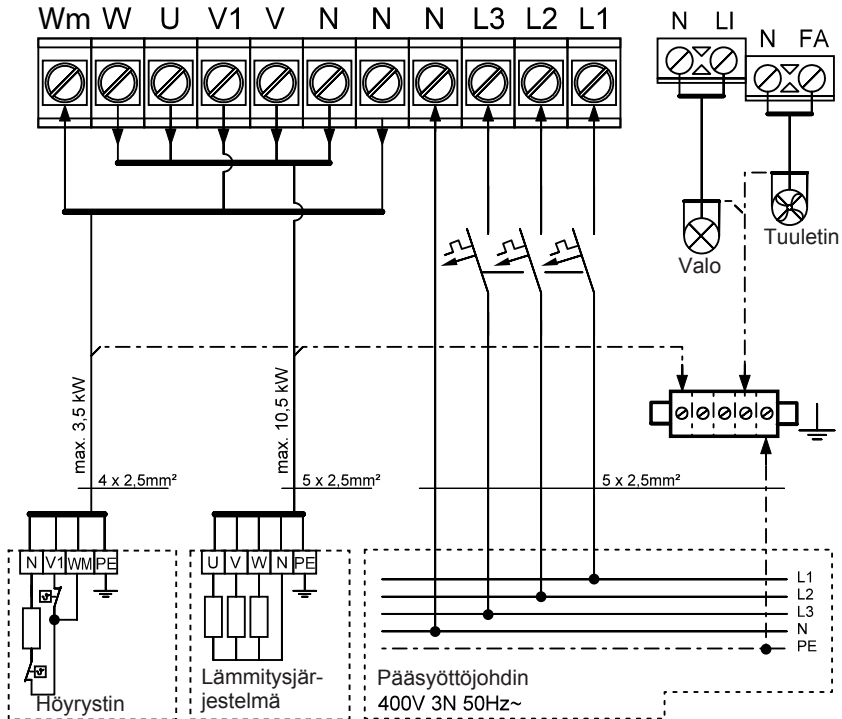 Wm W U V1 V N N N L3 L2 L1
N LI
N FA
Tuuletin
Valo
max. 3,5 kW
max. 10,5 kW
4 x 2,5mm²
5 x 2,5mm²
5 x 2,5mm²
N V1 WM PE
U V W N PE
L1
L2
L3
N
PE
Höyrystin
Lämmitysjär-
jestelmä
Pääsyöttöjohdin
400V 3N 50Hz~